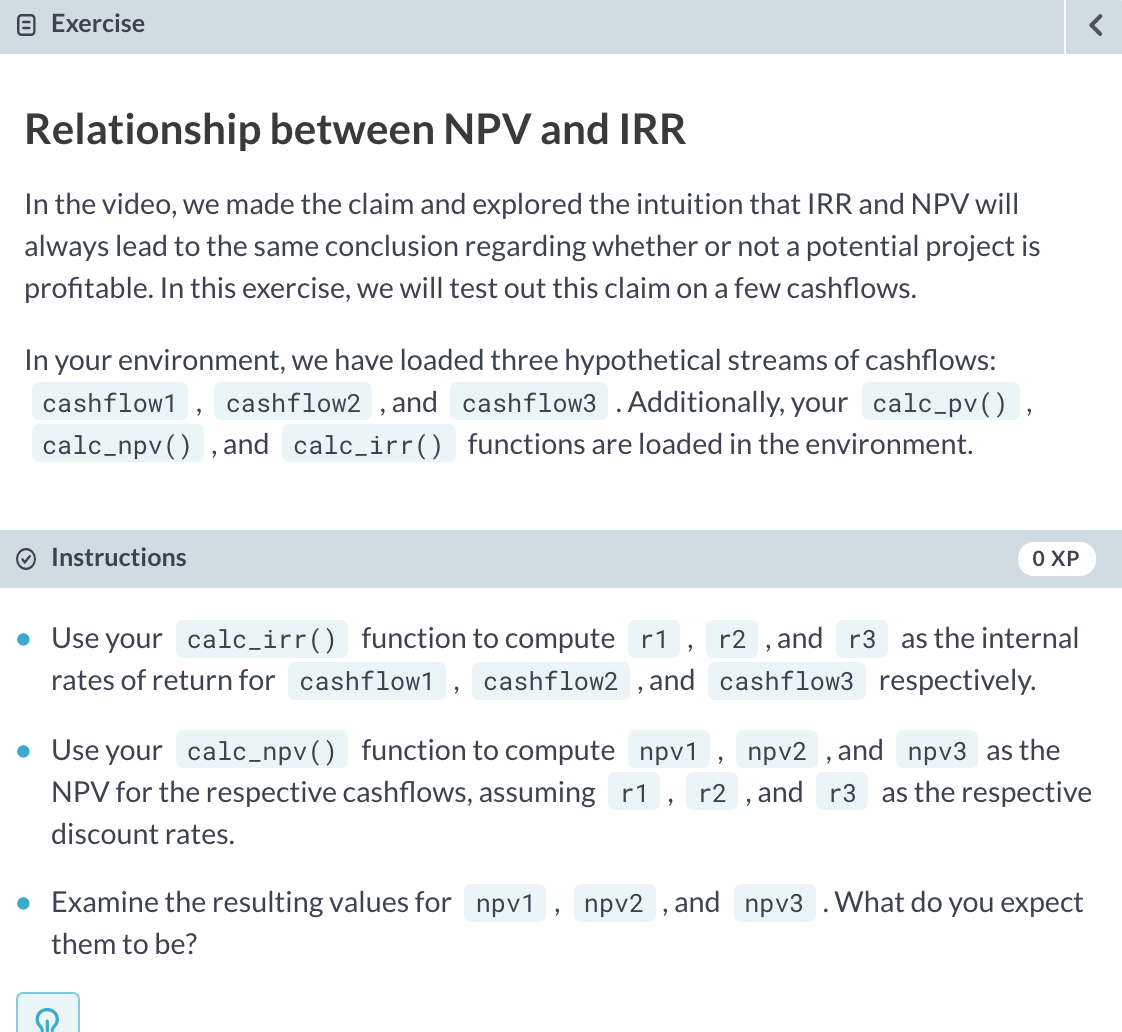 Exercise
Relationship between NPV and IRR
In the video, we made the claim and explored the intuition that IRR and NPV will
always lead to the same conclusion regarding whether or not a potential project is
profitable. In this exercise, we will test out this claim on a few cashflows.
In your environment, we have loaded three hypothetical streams of cashflows:
cashflow1 , cashflow2 , and cashflow3 . Additionally, your calc_pv() ,
calc_npv() , and calc_irr() functions are loaded in the environment.
Instructions 0 XP
Use your calc_irr() function to compute r1 , r2 , and r3 as the internal
rates of return for cashflow1 , cashflow2 , and cashflow3 respectively.
Use your calc_npv() function to compute npv1 , npv2 , and npv3 as the
NPV for the respective cashflows, assuming r1 , r2 , and r3 as the respective
discount rates.
Examine the resulting values for npv1 , npv2 , and npv3 . What do you expect
them to be?